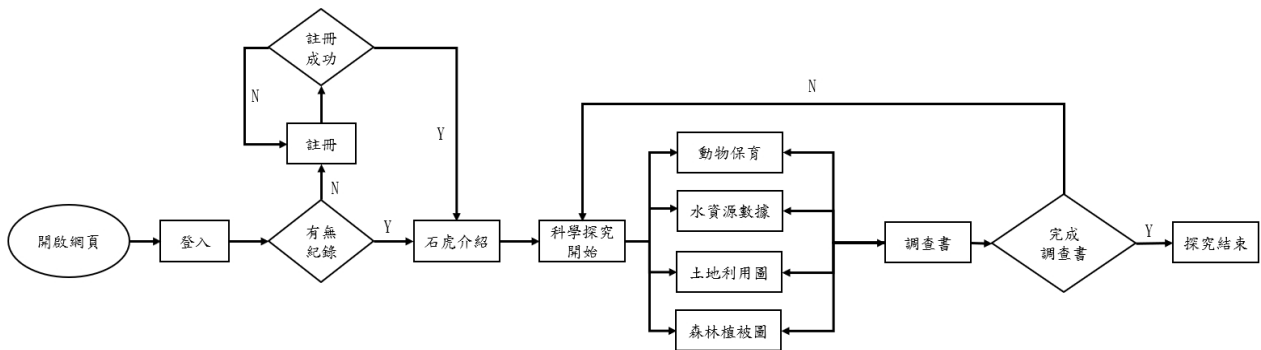 註冊
成功
N
N
註冊
Y
動物保育
N
水資源數據
開啟網頁
登入
有無
紀錄
Y
石虎介紹
科學探究
開始
調查書
完成
調查書
Y
探究結束
土地利用圖
森林植被圖